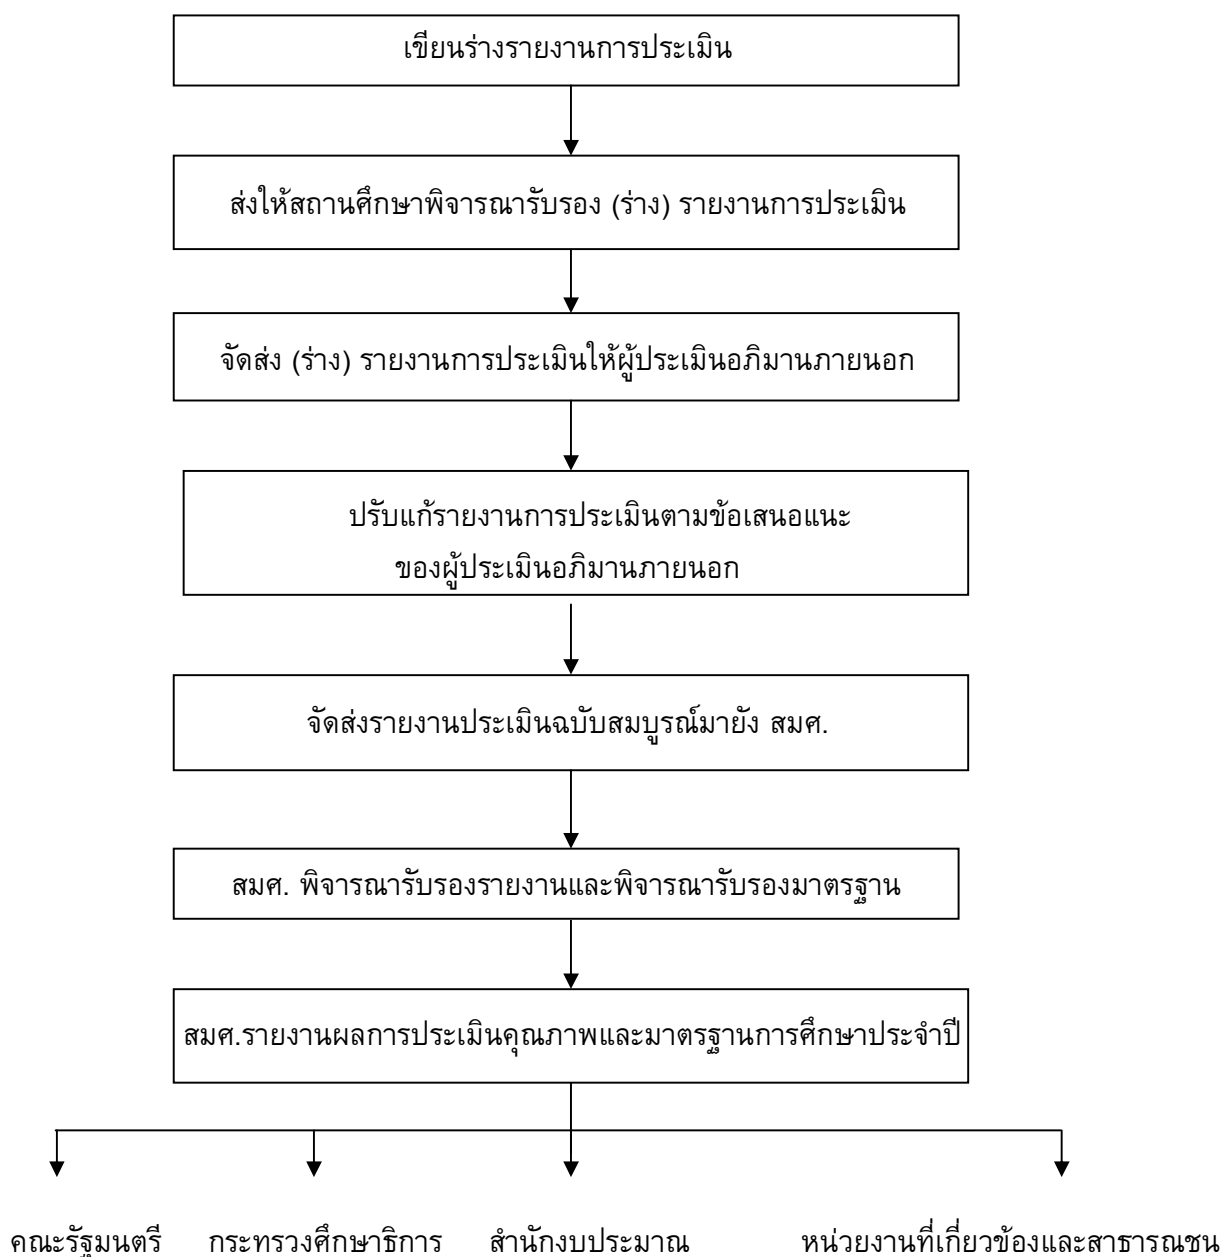 เขียนร่างรายงานการประเมิน
ส่งให้สถานศึกษาพิจารณารับรอง (ร่าง) รายงานการประเมิน
จัดส่ง (ร่าง) รายงานการประเมินให้ผู้ประเมินอภิมานภายนอก
ปรับแก้รายงานการประเมินตามข้อเสนอแนะ
ของผู้ประเมินอภิมานภายนอก
จัดส่งรายงานประเมินฉบับสมบูรณ์มายัง สมศ.
สมศ. พิจารณารับรองรายงานและพิจารณารับรองมาตรฐาน
สมศ.รายงานผลการประเมินคุณภาพและมาตรฐานการศึกษาประจำปี
คณะรัฐมนตรี กระทรวงศึกษาธิการ สำนักงบประมาณ หน่วยงานที่เกี่ยวข้องและสาธารณชน